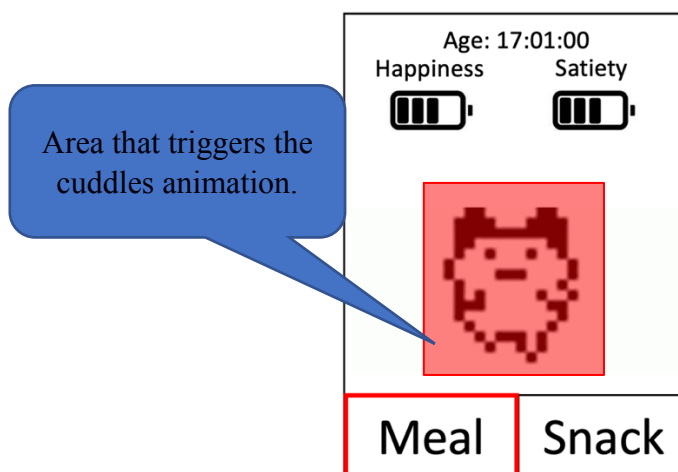 Age: 17:01:00
Happiness Satiety
Area that triggers the
cuddles animation.
Meal Snack